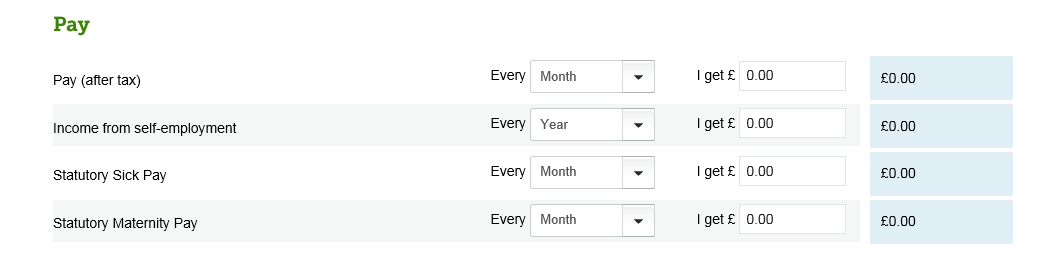 Pay
Pay (after tax) Every Month I get £ 0.00 £0.00
Income from self-employment Every Year I get £ 0.00 £0.00
Statutory Sick Pay Every Month I get £ 0.00 £0.00
Statutory Maternity Pay Every Month I get £ 0.00 £0.00